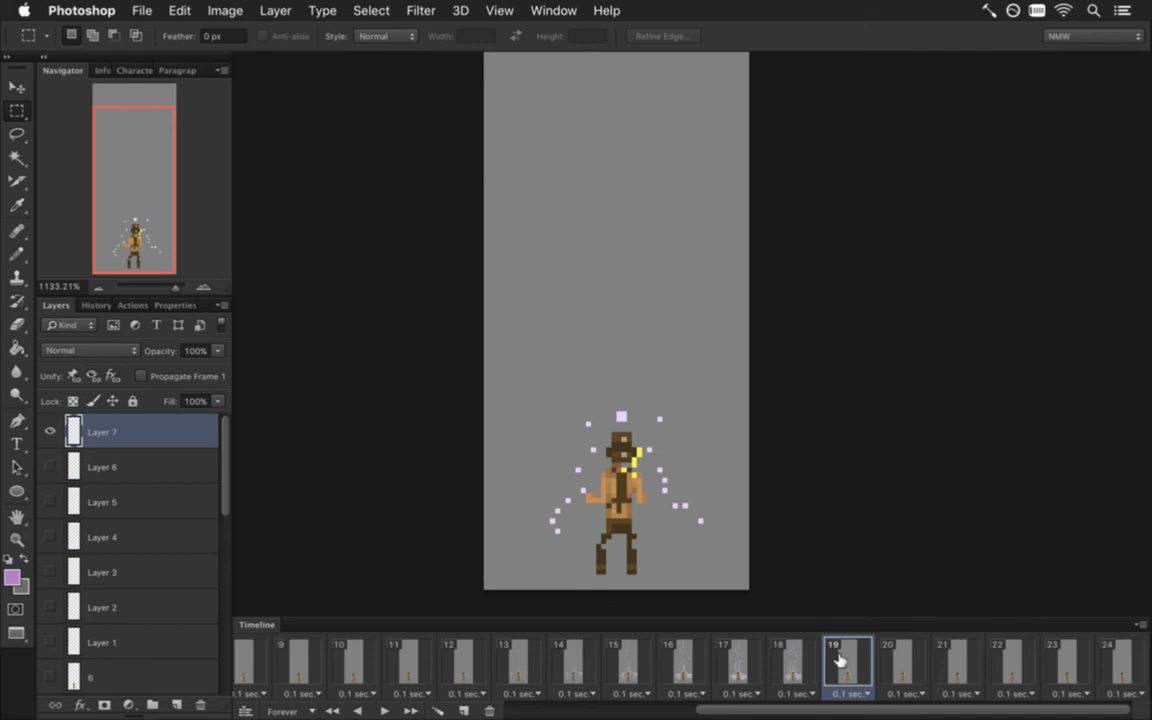 Photoshop File Edit Image Layer Type Select Filter 3D View Window Help
Feather: 0 px Anti-alias Style: Normal Width: Height: Refine Edge... NMW
Navigator Info Characte Paragrap
1133.21%
Layers History Actions Properties
Kind
Normal Opacity: 100%
Unify: Propagate Frame 1
Lock: Fill: 100%
Layer 7
Layer 6
Layer 5
Layer 4
Layer 3
Layer 2
Layer 1
6
Timeline
9 10 11 12 13 14 15 16 17 18 19 20 21 22 23 24
.1 sec. 0.1 sec. 0.1 sec. 0.1 sec. 0.1 sec. 0.1 sec. 0.1 sec. 0.1 sec. 0.1 sec. 0.1 sec. 0.1 sec. 0.1 sec. 0.1 sec. 0.1 sec. 0.1 sec. 0.1 sec. 0.1 sec.
Forever